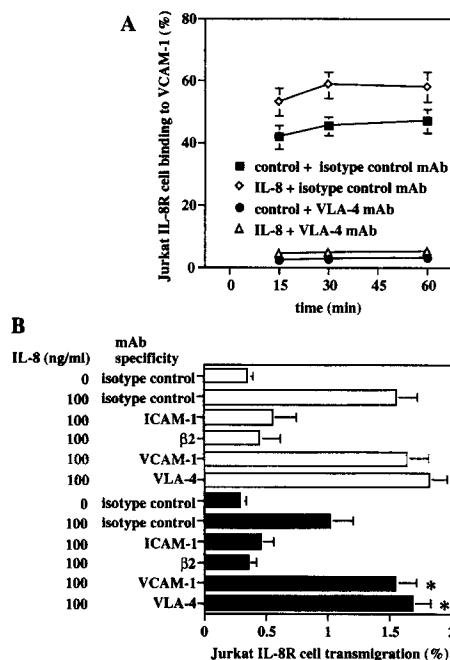 A
Jurkat IL-8R cell binding to VCAM-1 (%)
80
60
40
20
0
control + isotype control mAb
IL-8 + isotype control mAb
control + VLA-4 mAb
IL-8 + VLA-4 mAb
0 15 30 45 60
time (min)
B
IL-8 (ng/ml) mAb specificity
0 isotype control
100 isotype control
100 ICAM-1
100 β2
100 VCAM-1
100 VLA-4
0 isotype control
100 isotype control
100 ICAM-1
100 β2
100 VCAM-1 *
100 VLA-4 *
0 0.5 1 1.5 2
Jurkat IL-8R cell transmigration (%)